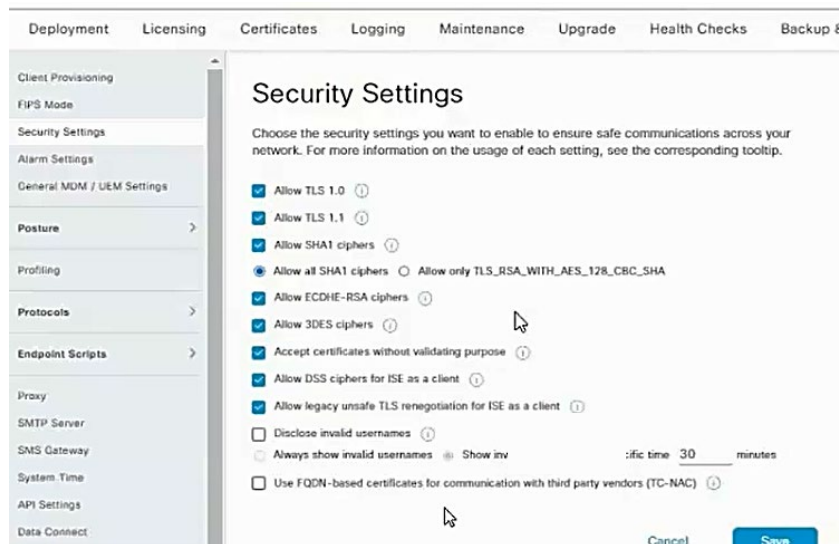 Deployment Licensing Certificates Logging Maintenance Upgrade Health Checks Backup &
Client Provisioning
FIPS Mode
Security Settings
Alarm Settings
General MDM / UEM Settings
Posture
Profiling
Protocols
Endpoint Scripts
Proxy
SMTP Server
SMS Gateway
System Time
API Settings
Data Connect
Security Settings
Choose the security settings you want to enable to ensure safe communications across your
network. For more information on the usage of each setting, see the corresponding tooltip.
Allow TLS 1.0
Allow TLS 1.1
Allow SHA1 ciphers
Allow all SHA1 ciphers Allow only TLS_RSA_WITH_AES_128_CBC_SHA
Allow ECDHE-RSA ciphers
Allow 3DES ciphers
Accept certificates without validating purpose
Allow DSS ciphers for ISE as a client
Allow legacy unsafe TLS renegotiation for ISE as a client
Disclose invalid usernames
Always show invalid usernames Show inv :ific time 30 minutes
Use FQDN-based certificates for communication with third party vendors (TC-NAC)
Cancel Save